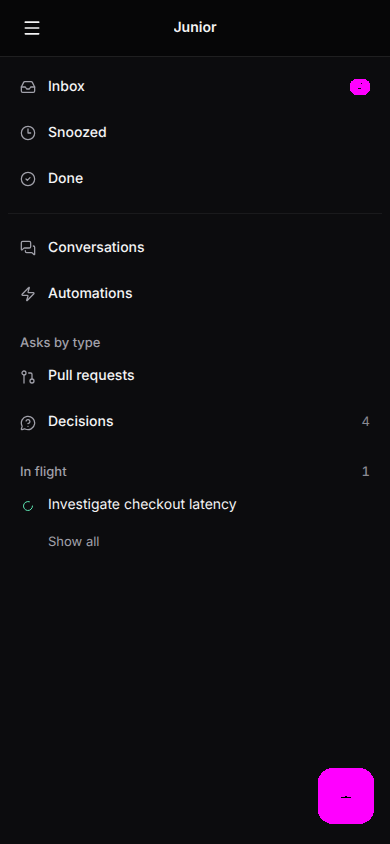 Junior
Inbox
Snoozed
Done
Conversations
Automations
Asks by type
Pull requests
Decisions 4
In flight 1
Investigate checkout latency
Show all